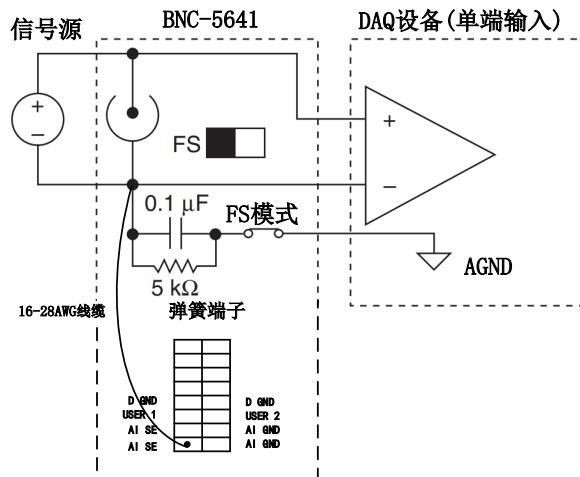 信号源
BNC-5641
DAQ设备(单端输入)
+
−
FS
+
−
0.1 μF
FS模式
AGND
5 kΩ
16-28AWG线缆
弹簧端子
D GND
D GND
USER 1
USER 2
AI SE
AI GND
AI SE
AI GND